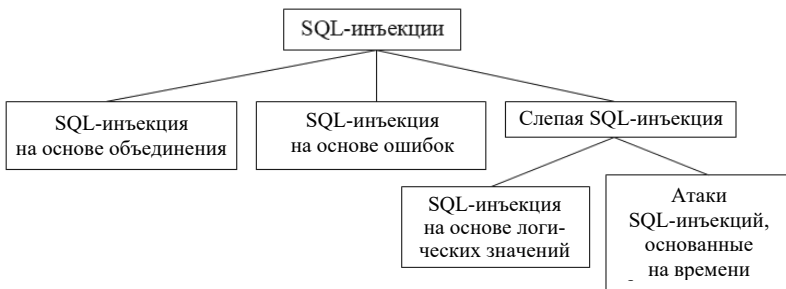 SQL-инъекции
SQL-инъекция
на основе объединения
SQL-инъекция
на основе ошибок
Слепая SQL-инъекция
SQL-инъекция
на основе логи-
ческих значений
Атаки
SQL-инъекций,
основанные
на времени